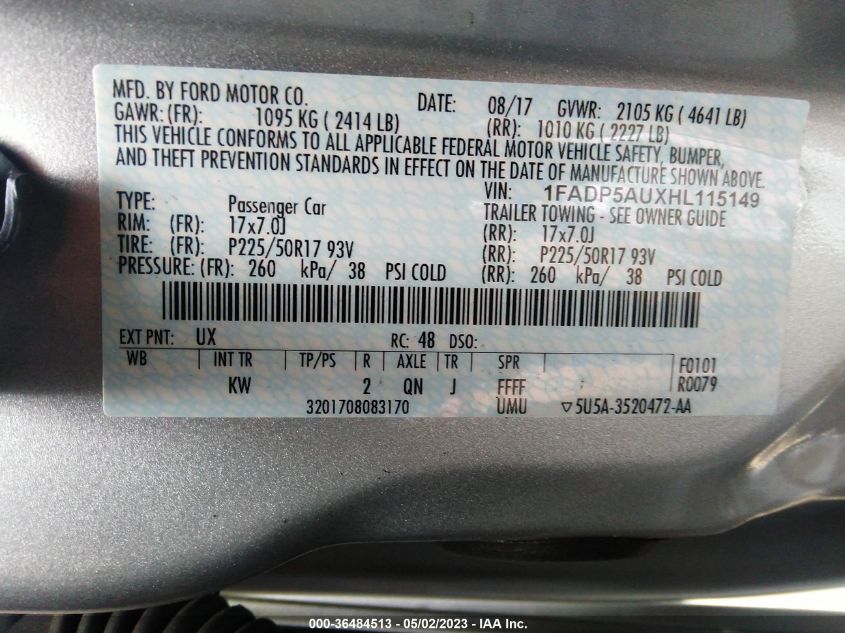 MFD. BY FORD MOTOR CO. DATE: 08/17 GVWR: 2105 KG ( 4641 LB)
GAWR: (FR): 1095 KG ( 2414 LB) (RR): 1010 KG ( 2227 LB)
THIS VEHICLE CONFORMS TO ALL APPLICABLE FEDERAL MOTOR VEHICLE SAFETY, BUMPER,
AND THEFT PREVENTION STANDARDS IN EFFECT ON THE DATE OF MANUFACTURE SHOWN ABOVE.
VIN: 1FADP5AUXHL115149
TYPE: Passenger Car TRAILER TOWING - SEE OWNER GUIDE
RIM: (FR): 17x7.0J (RR): 17x7.0J
TIRE: (FR): P225/50R17 93V (RR): P225/50R17 93V
PRESSURE: (FR): 260 kPa/ 38 PSI COLD (RR): 260 kPa/ 38 PSI COLD
EXT PNT: UX RC: 48 DSO:
WB INT TR TP/PS R AXLE TR SPR F0101
KW 2 QN J FFFF R0079
3201708083170 UMU ▽5U5A-3520472-AA
000-36484513 - 05/02/2023 - IAA Inc.